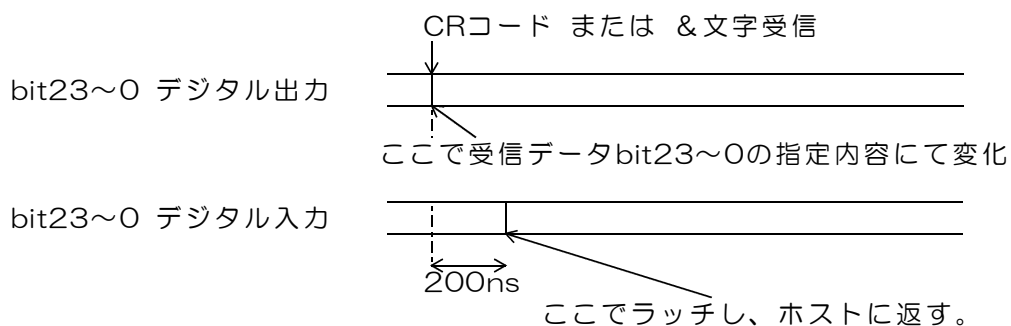 CRコード または &文字受信
bit23～0 デジタル出力
ここで受信データbit23～0の指定内容にて変化
bit23～0 デジタル入力
200ns
ここでラッチし、ホストに返す。